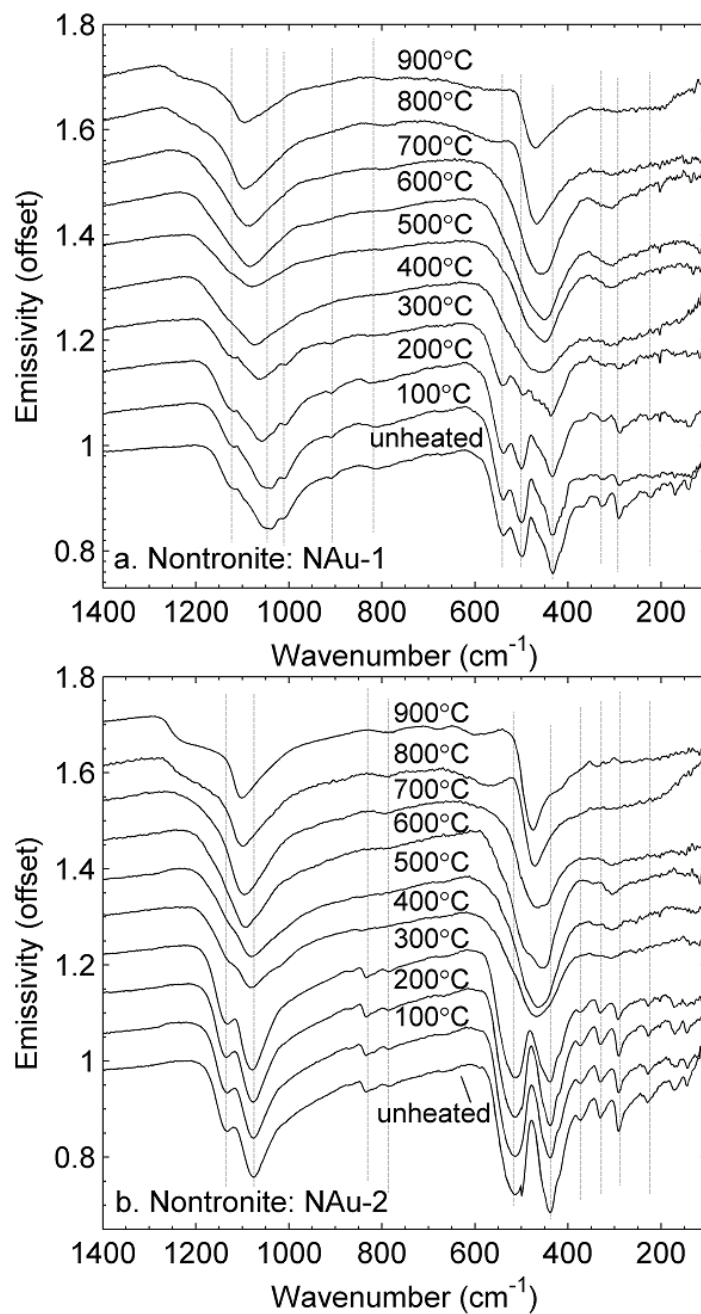 1.8
900°C
800°C
1.6
700°C
600°C
500°C
1.4
400°C
300°C
1.2
200°C
100°C
1
unheated
0.8
a. Nontronite: NAu-1
Emissivity (offset)
1400 1200 1000 800 600 400 200
Wavenumber (cm⁻¹)
1.8
900°C
800°C
1.6
700°C
600°C
500°C
1.4
400°C
300°C
1.2
200°C
100°C
1
unheated
0.8
b. Nontronite: NAu-2
Emissivity (offset)
1400 1200 1000 800 600 400 200
Wavenumber (cm⁻¹)